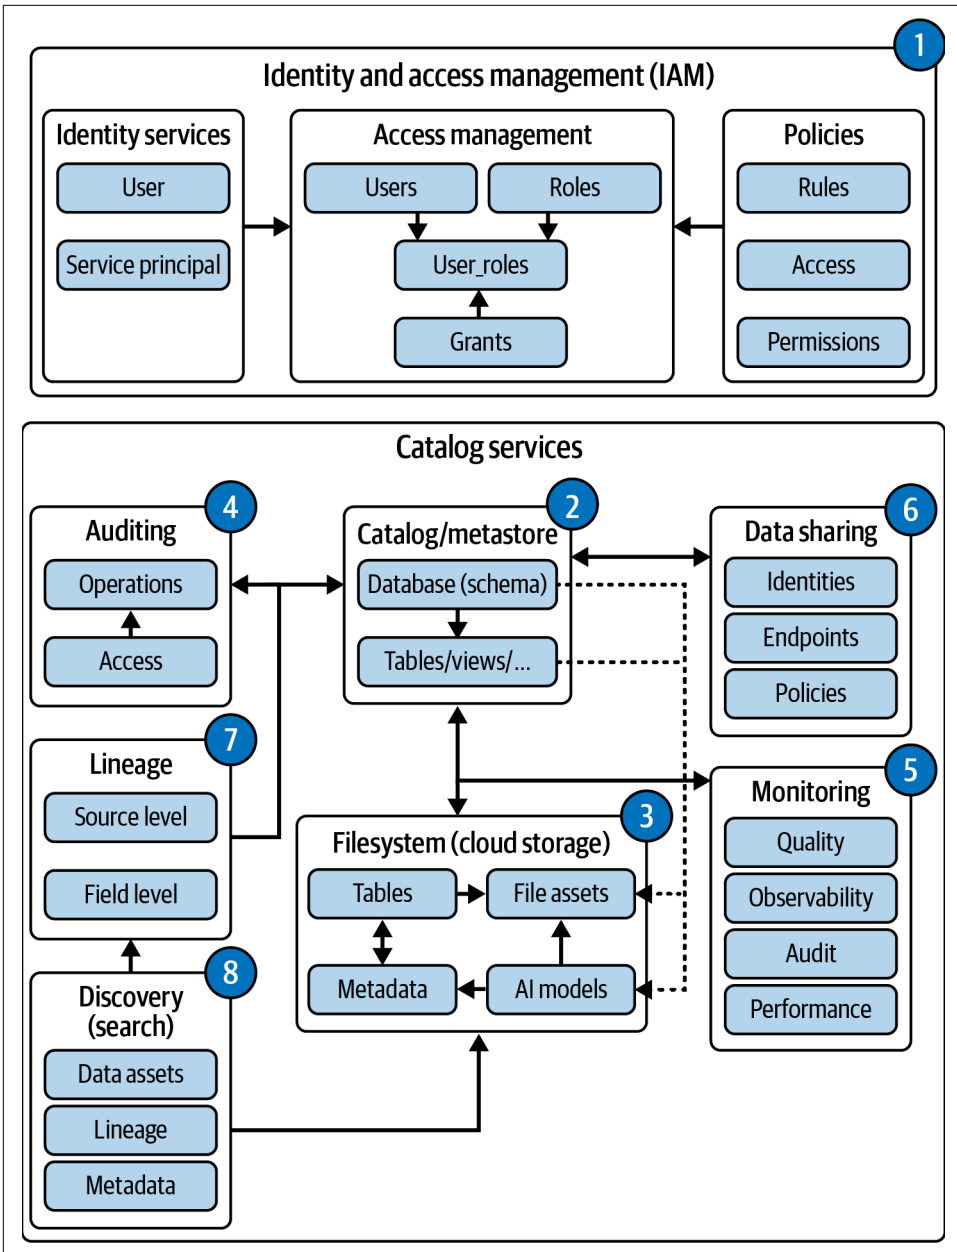 1
Identity and access management (IAM)
Identity services
User
Service principal
Access management
Users
Roles
User_roles
Grants
Policies
Rules
Access
Permissions
Catalog services
4
Auditing
Operations
Access
2
Catalog/metastore
Database (schema)
Tables/views/...
6
Data sharing
Identities
Endpoints
Policies
7
Lineage
Source level
Field level
3
Filesystem (cloud storage)
Tables
File assets
Metadata
AI models
5
Monitoring
Quality
Observability
Audit
Performance
8
Discovery
(search)
Data assets
Lineage
Metadata